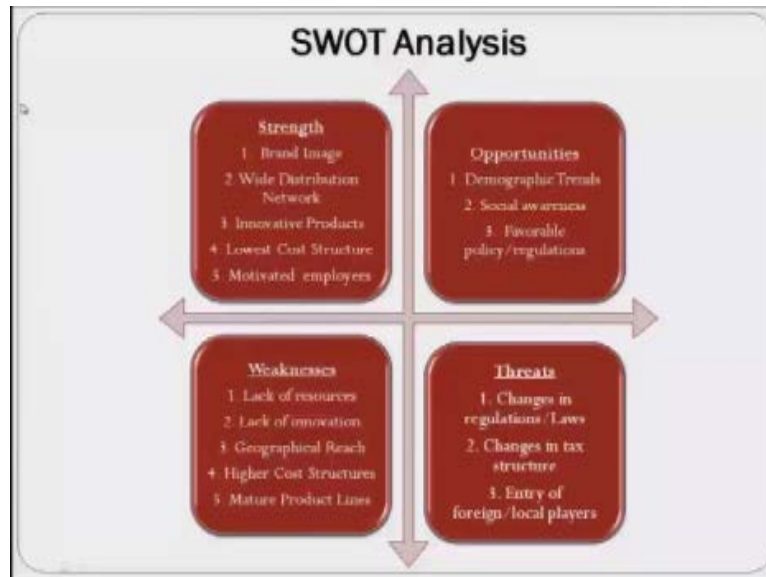 SWOT Analysis
Strength
1. Brand Image
2. Wide Distribution
Network
3. Innovative Products
4. Lowest Cost Structure
5. Motivated employees
Opportunities
1. Demographic Trends
2. Social awareness
3. Favorable
policy/regulations
Weaknesses
1. Lack of resources
2. Lack of innovation
3. Geographical Reach
4. Higher Cost Structures
5. Mature Product Lines
Threats
1. Changes in
regulations/Laws
2. Changes in tax
structure
3. Entry of
foreign/local players